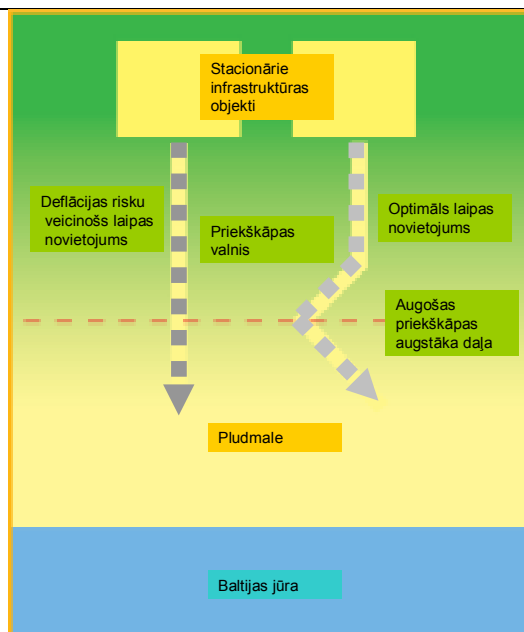 Stacionārie
infrastruktūras
objekti
Deflācijas risku
veicinošs laipas
novietojums
Priekškāpas
valnis
Optimāls laipas
novietojums
Augošas
priekškāpas
augstāka daļa
Pludmale
Baltijas jūra